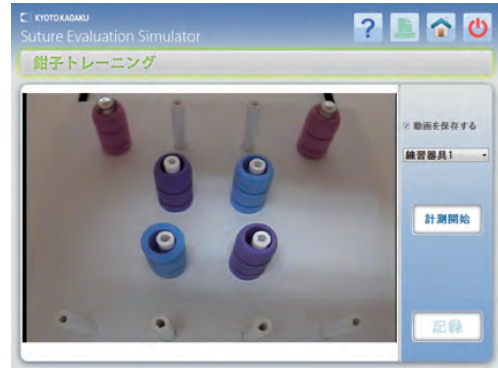 KYOTO KAGAKU
Suture Evaluation Simulator
?
鉗子トレーニング
動画を保存する
練習器具1
計測開始
記録